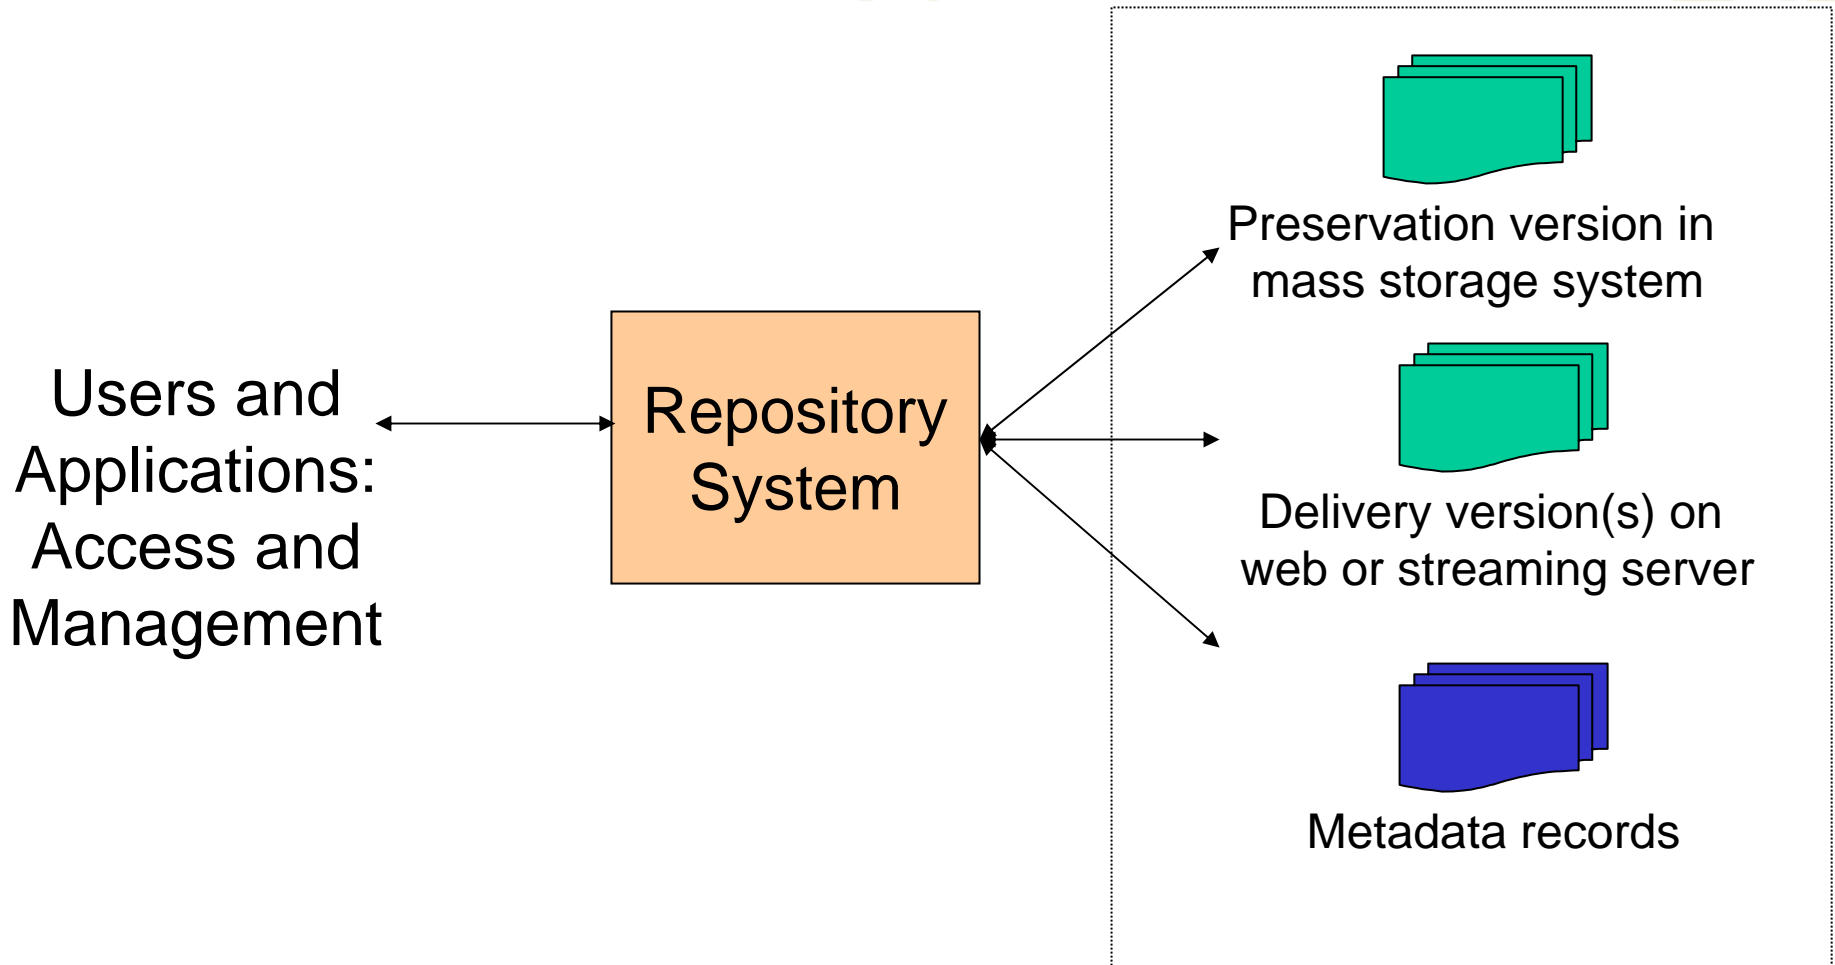 Users and
Applications:
Access and
Management
Repository
System
Preservation version in
mass storage system
Delivery version(s) on
web or streaming server
Metadata records